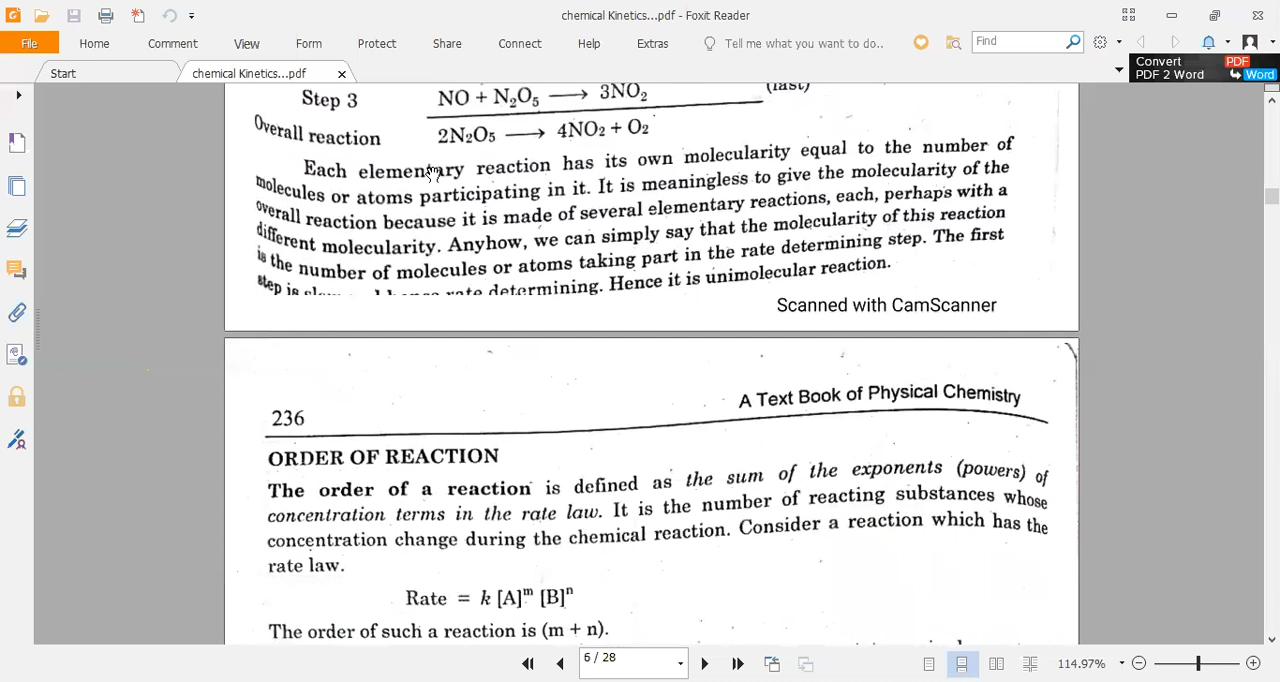 chemical Kinetics...pdf - Foxit Reader
File Home Comment View Form Protect Share Connect Help Extras Tell me what you want to do.. Find
Start chemical Kinetics...pdf
Convert PDF
PDF 2 Word Word
Step 3 NO + N₂O₅ ⟶ 3NO₂
Overall reaction 2N₂O₅ ⟶ 4NO₂ + O₂
Each elementary reaction has its own molecularity equal to the number of
molecules or atoms participating in it. It is meaningless to give the molecularity of the
overall reaction because it is made of several elementary reactions, each, perhaps with a
different molecularity. Anyhow, we can simply say that the molecularity of this reaction
is the number of molecules or atoms taking part in the rate determining step. The first
step is hence rate determining. Hence it is unimolecular reaction.
Scanned with CamScanner
236 A Text Book of Physical Chemistry
ORDER OF REACTION
The order of a reaction is defined as the sum of the exponents (powers) of
concentration terms in the rate law. It is the number of reacting substances whose
concentration change during the chemical reaction. Consider a reaction which has the
rate law.
Rate = k [A]ᵐ [B]ⁿ
The order of such a reaction is (m + n).
6 / 28 114.97%